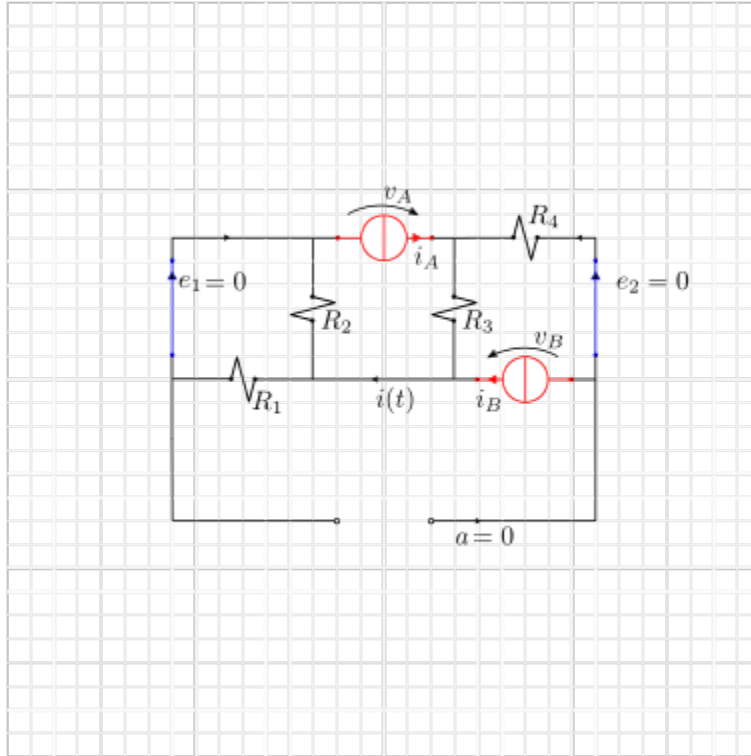 v_A
R_4
i_A
e_1 = 0
e_2 = 0
R_2
R_3
v_B
R_1
i(t)
i_B
a = 0